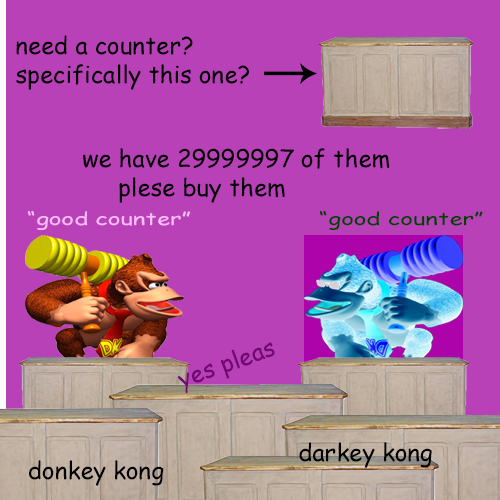 need a counter?
specifically this one?
we have 29999997 of them
plese buy them
"good counter"
"good counter"
DK
DK
yes pleas
donkey kong
darkey kong